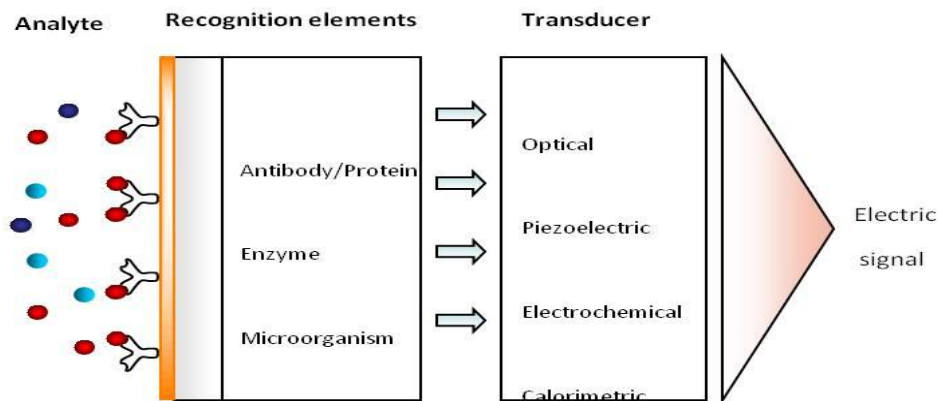 Analyte
Recognition elements
Transducer
Antibody/Protein
Enzyme
Microorganism
Optical
Piezoelectric
Electrochemical
Calorimetric
Electric
signal